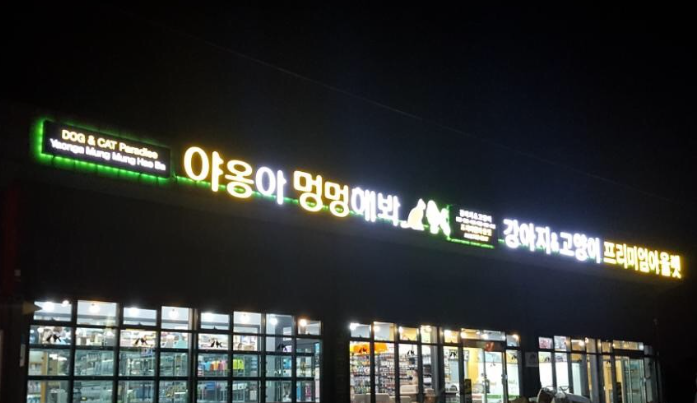 DOG & CAT Paradise
Yaonga Mung Mung Hae Ba
야옹아 멍멍해봐
강아지&고양이 프리미엄아울렛